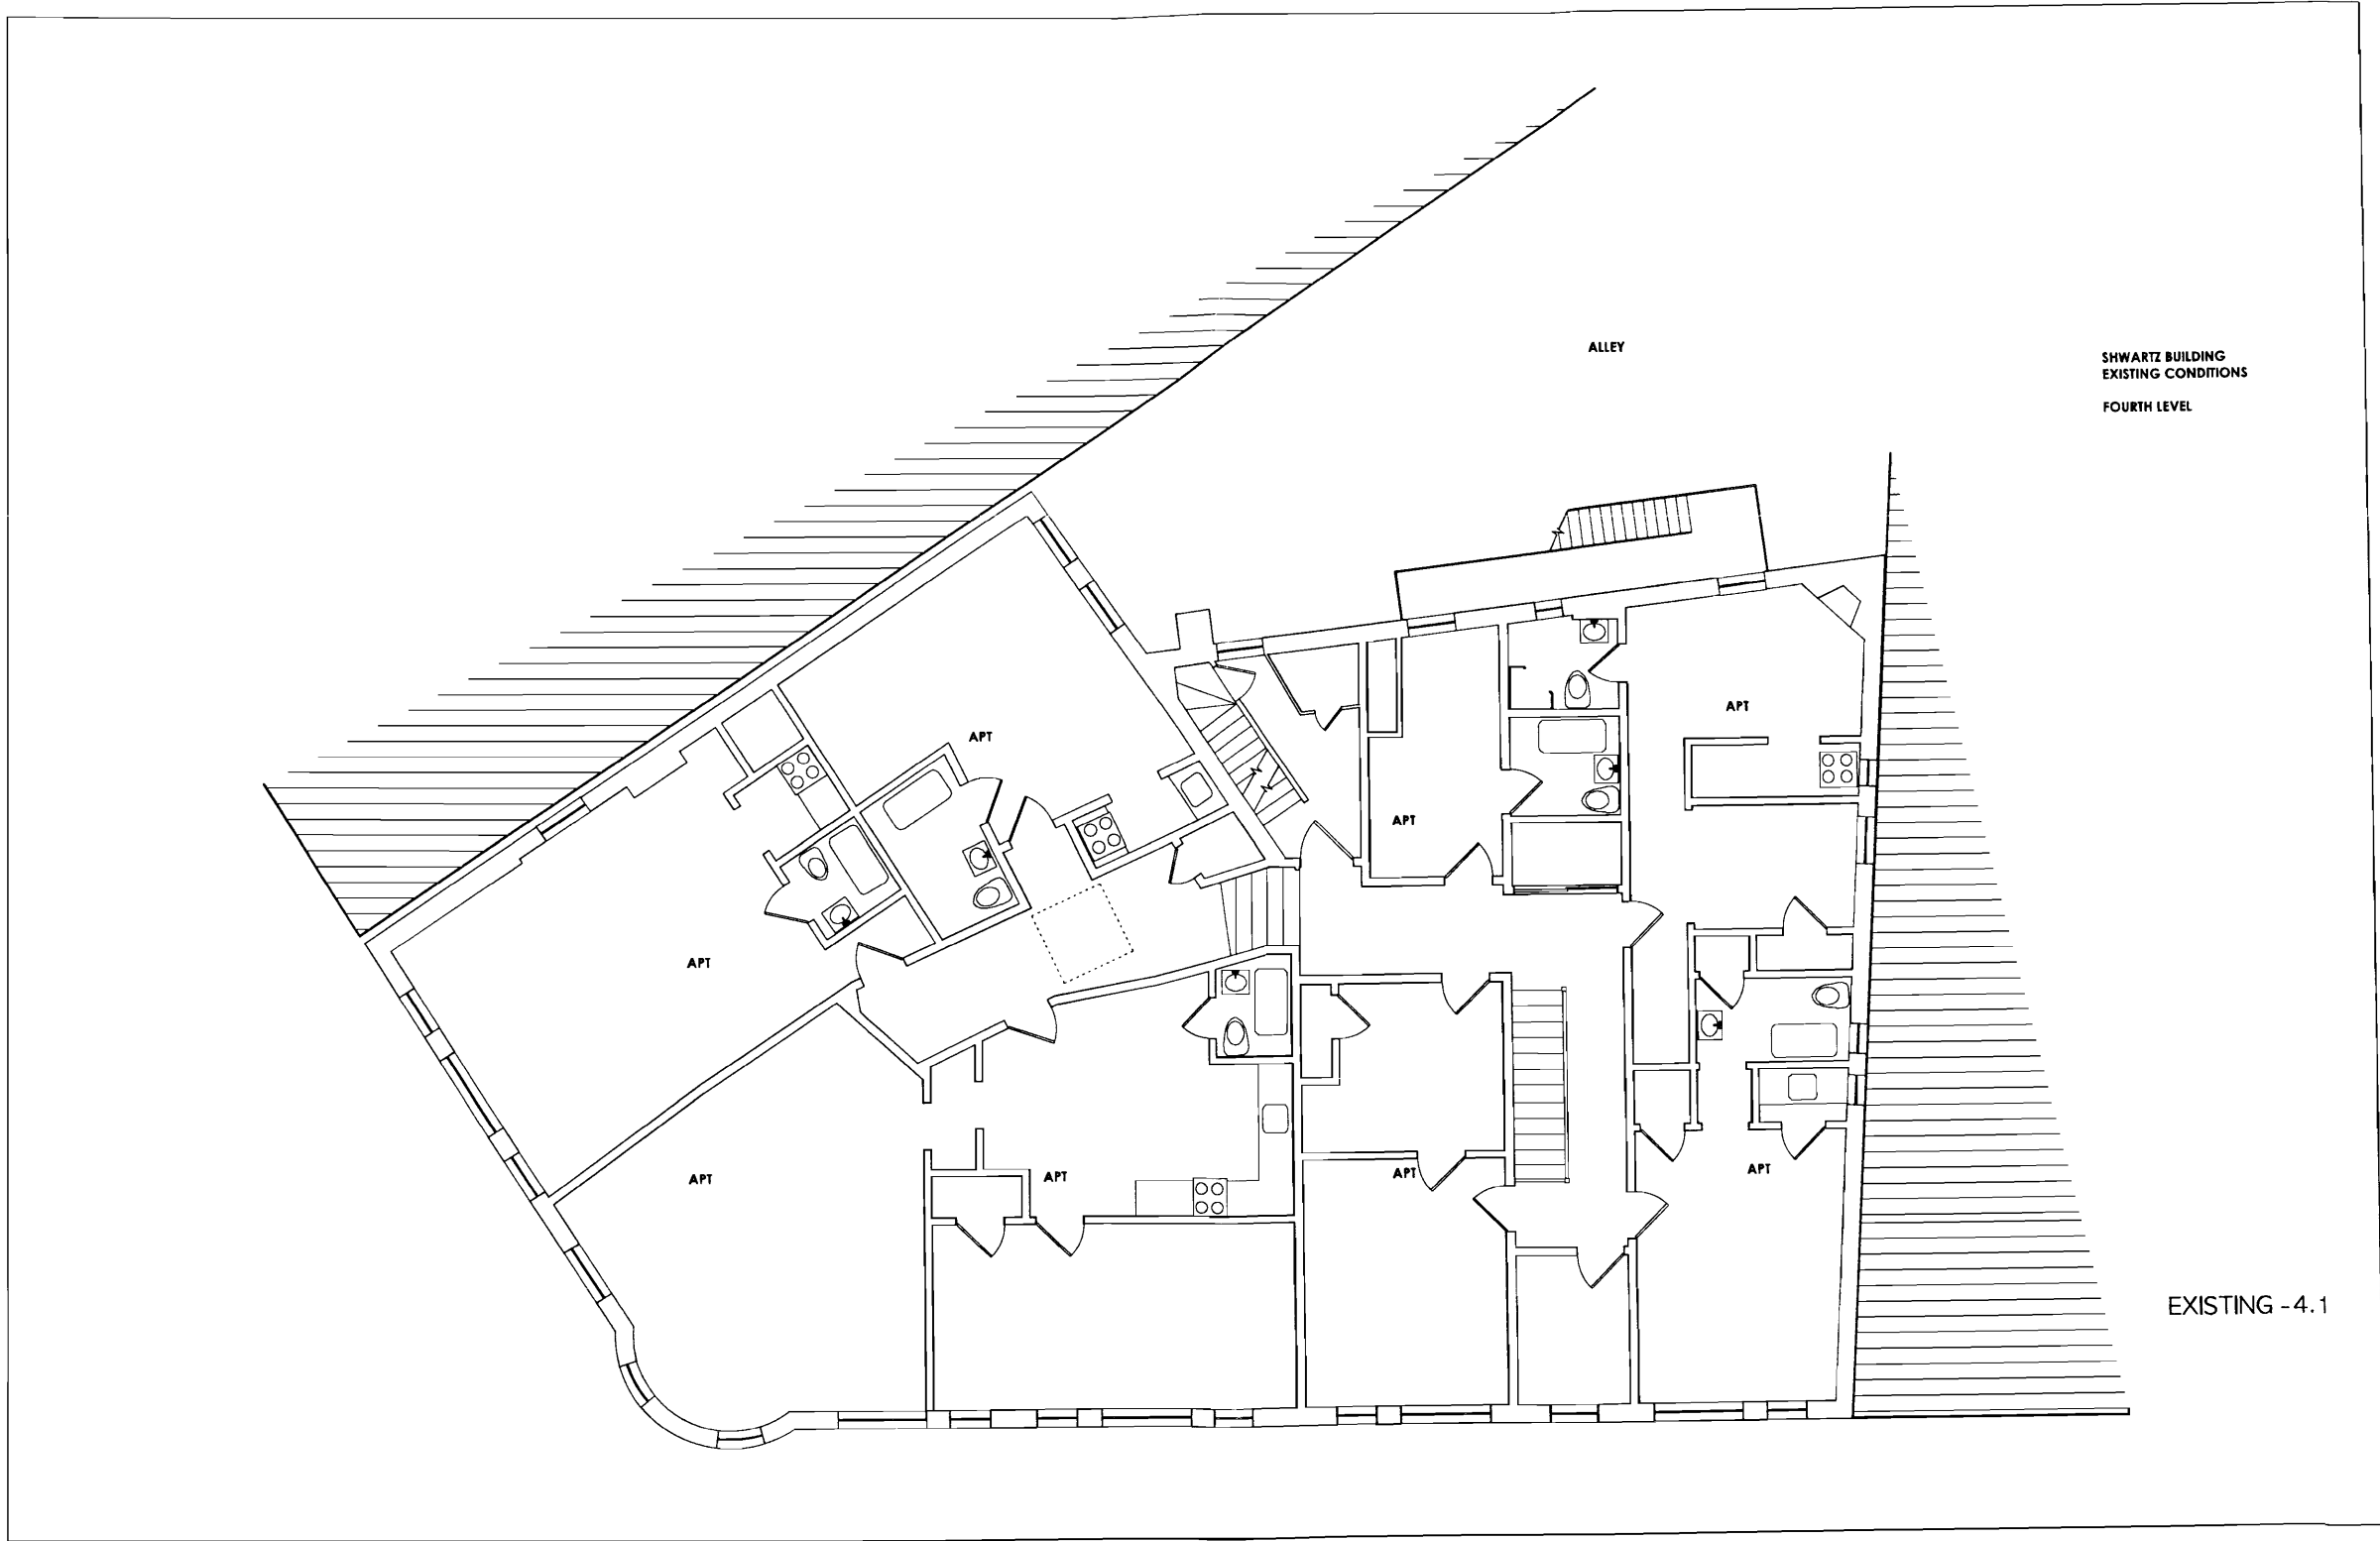 ALLEY
SHWARTZ BUILDING
EXISTING CONDITIONS
FOURTH LEVEL
APT
APT
APT
APT
APT
APT
APT
APT
EXISTING - 4.1